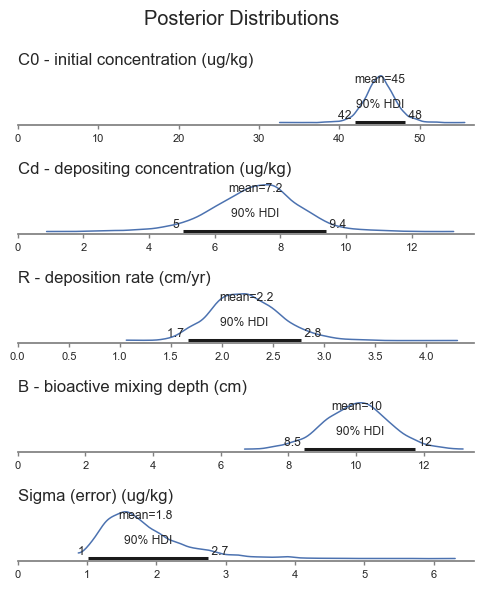 Posterior Distributions
C0 - initial concentration (ug/kg)
mean=45
90% HDI
42 48
0 10 20 30 40 50
Cd - depositing concentration (ug/kg)
mean=7.2
90% HDI
5 9.4
0 2 4 6 8 10 12
R - deposition rate (cm/yr)
mean=2.2
90% HDI
1.7 2.8
0.0 0.5 1.0 1.5 2.0 2.5 3.0 3.5 4.0
B - bioactive mixing depth (cm)
mean=10
90% HDI
8.5 12
0 2 4 6 8 10 12
Sigma (error) (ug/kg)
mean=1.8
90% HDI
1 2.7
0 1 2 3 4 5 6